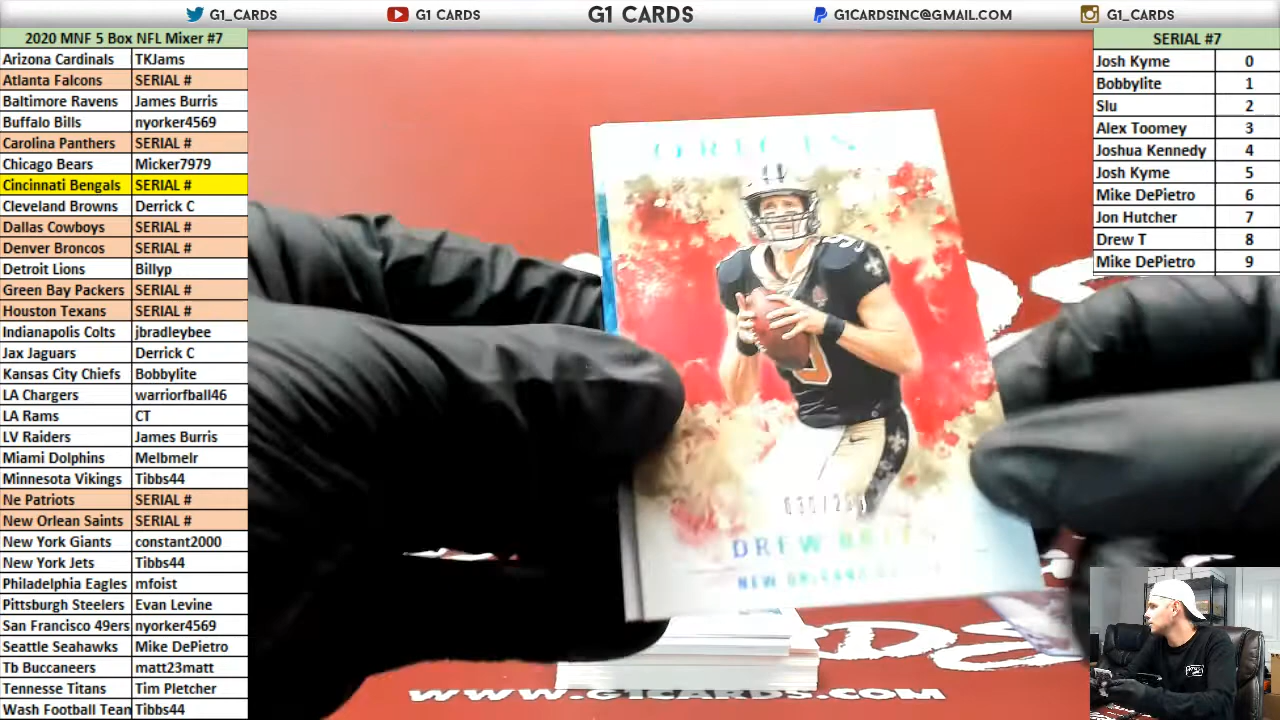 G1_CARDS
G1 CARDS
G1 CARDS
G1CARDSINC@GMAIL.COM
G1_CARDS
2020 MNF 5 Box NFL Mixer #7
Arizona Cardinals TKJams
Atlanta Falcons SERIAL #
Baltimore Ravens James Burris
Buffalo Bills nyorker4569
Carolina Panthers SERIAL #
Chicago Bears Micker7979
Cincinnati Bengals SERIAL #
Cleveland Browns Derrick C
Dallas Cowboys SERIAL #
Denver Broncos SERIAL #
Detroit Lions Billyp
Green Bay Packers SERIAL #
Houston Texans SERIAL #
Indianapolis Colts jbradleybee
Jax Jaguars Derrick C
Kansas City Chiefs Bobbylite
LA Chargers warriorfball46
LA Rams CT
LV Raiders James Burris
Miami Dolphins Melbmelr
Minnesota Vikings Tibbs44
Ne Patriots SERIAL #
New Orlean Saints SERIAL #
New York Giants constant2000
New York Jets Tibbs44
Philadelphia Eagles mfoist
Pittsburgh Steelers Evan Levine
San Francisco 49ers nyorker4569
Seattle Seahawks Mike DePietro
Tb Buccaneers matt23matt
Tennesse Titans Tim Pletcher
Wash Football Tean Tibbs44
SERIAL #7
Josh Kyme 0
Bobbylite 1
Slu 2
Alex Toomey 3
Joshua Kennedy 4
Josh Kyme 5
Mike DePietro 6
Jon Hutcher 7
Drew T 8
Mike DePietro 9
ORIGINS
DREW BREES
NEW ORLEANS
WWW.G1CARDS.COM